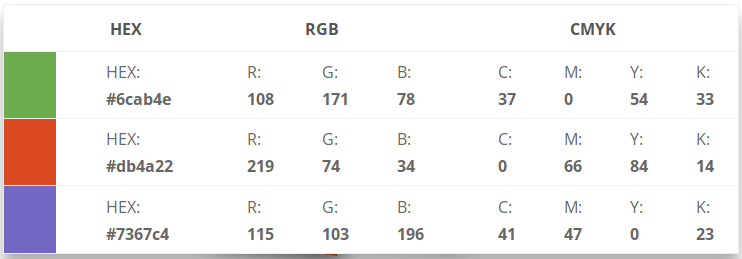 HEX RGB CMYK
HEX: R: G: B: C: M: Y: K:
#6cab4e 108 171 78 37 0 54 33
HEX: R: G: B: C: M: Y: K:
#db4a22 219 74 34 0 66 84 14
HEX: R: G: B: C: M: Y: K:
#7367c4 115 103 196 41 47 0 23